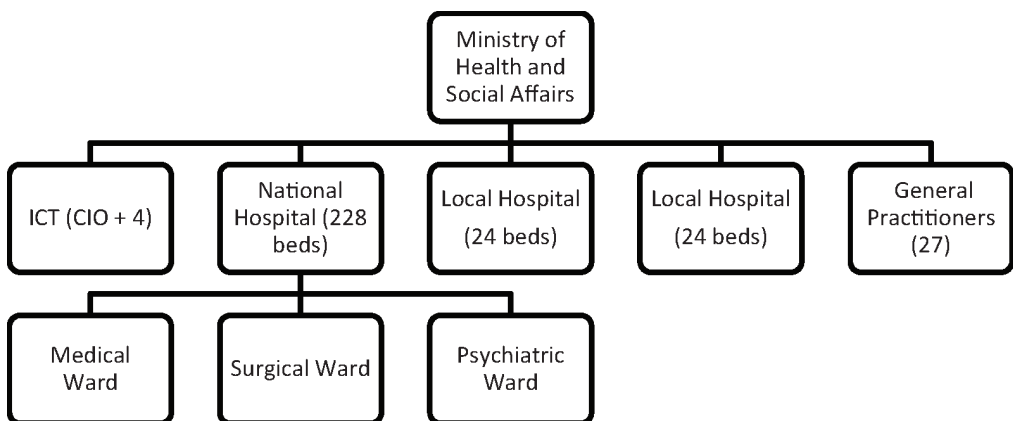 Ministry of
Health and
Social Affairs
ICT (CIO + 4)
National
Hospital (228
beds)
Local Hospital
(24 beds)
Local Hospital
(24 beds)
General
Practitioners
(27)
Medical
Ward
Surgical Ward
Psychiatric
Ward